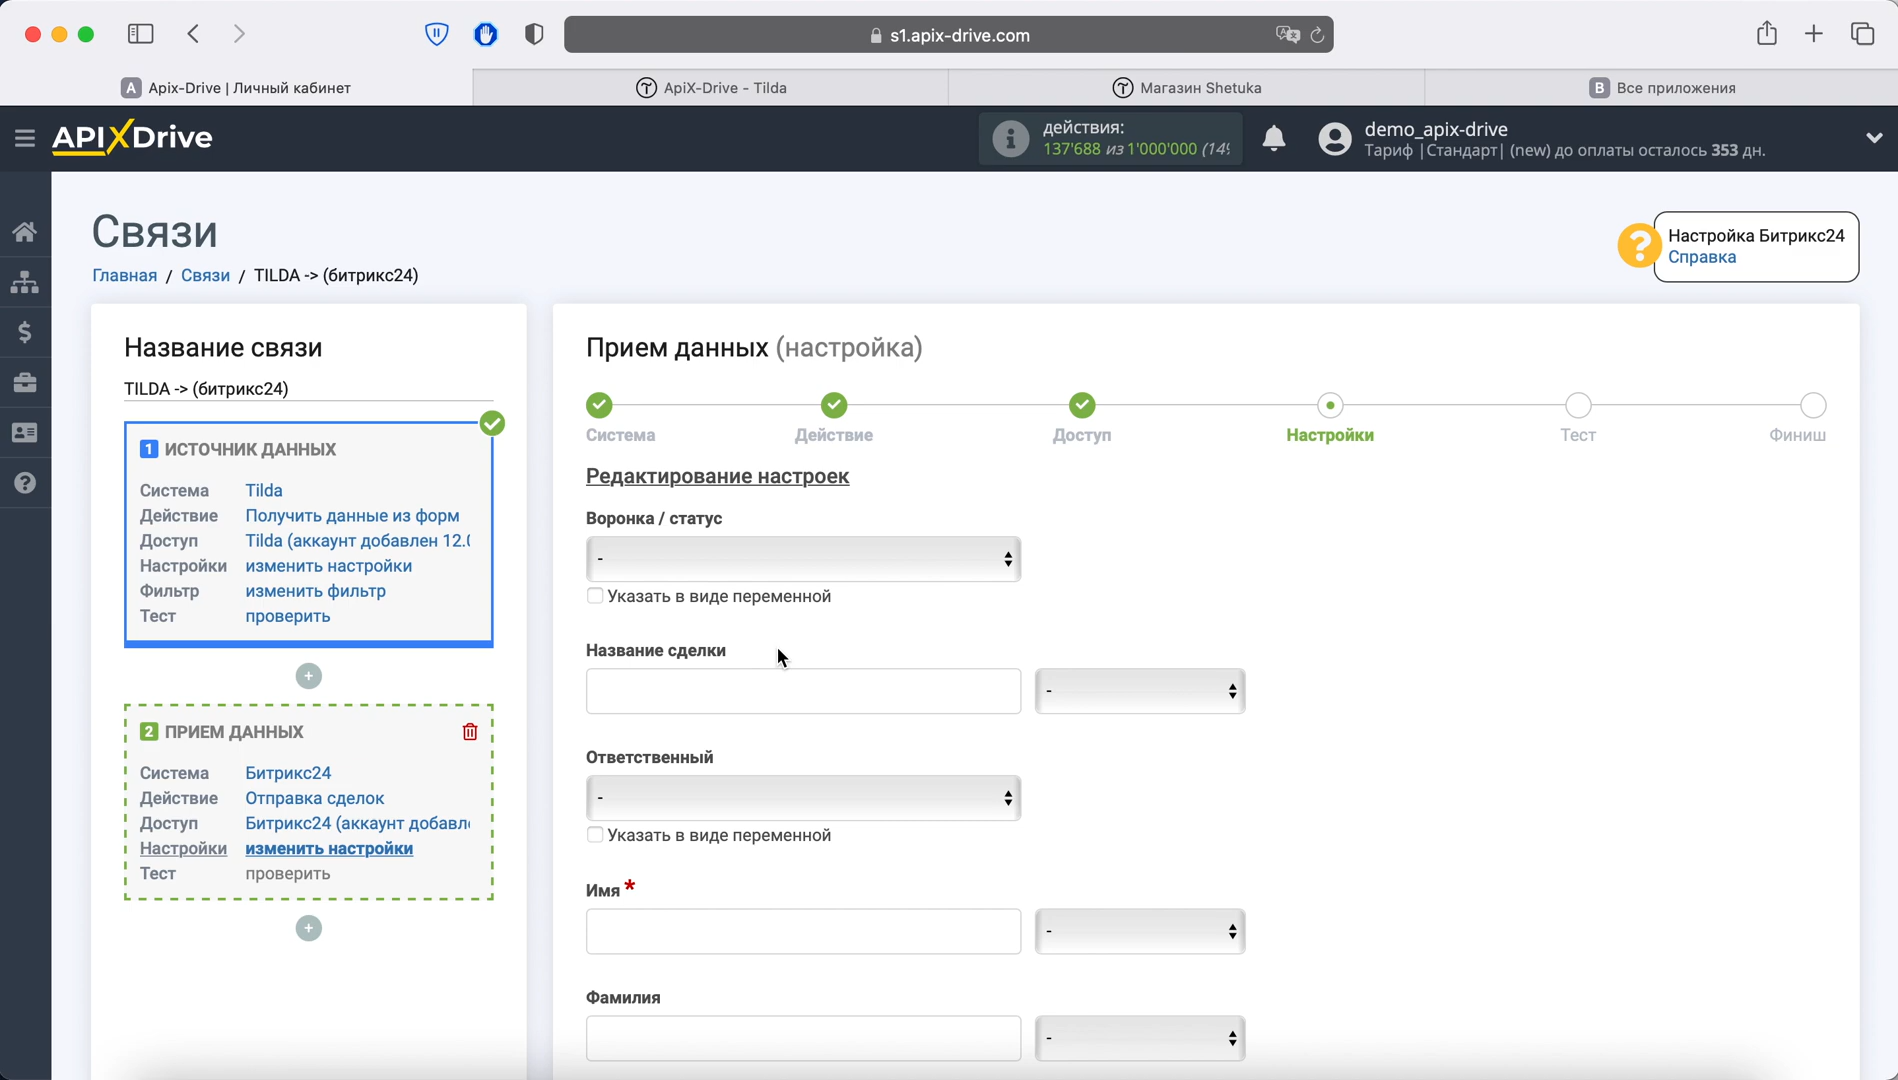 s1.apix-drive.com
A Apix-Drive | Личный кабинет
ApiX-Drive - Tilda
Магазин Shetuka
B Все приложения
APIXDrive
действия:
137'688 из 1'000'000 (14%
demo_apix-drive
Тариф |Стандарт| (new) до оплаты осталось 353 дн.
Связи
Главная / Связи / TILDA -> (битрикс24)
Настройка Битрикс24
Справка
Название связи
TILDA -> (битрикс24)
1 ИСТОЧНИК ДАННЫХ
Система Tilda
Действие Получить данные из форм
Доступ Tilda (аккаунт добавлен 12.0
Настройки изменить настройки
Фильтр изменить фильтр
Тест проверить
2 ПРИЕМ ДАННЫХ
Система Битрикс24
Действие Отправка сделок
Доступ Битрикс24 (аккаунт добавле
Настройки изменить настройки
Тест проверить
Прием данных (настройка)
Система
Действие
Доступ
Настройки
Тест
Финиш
Редактирование настроек
Воронка / статус
-
Указать в виде переменной
Название сделки
-
Ответственный
-
Указать в виде переменной
Имя *
-
Фамилия
-